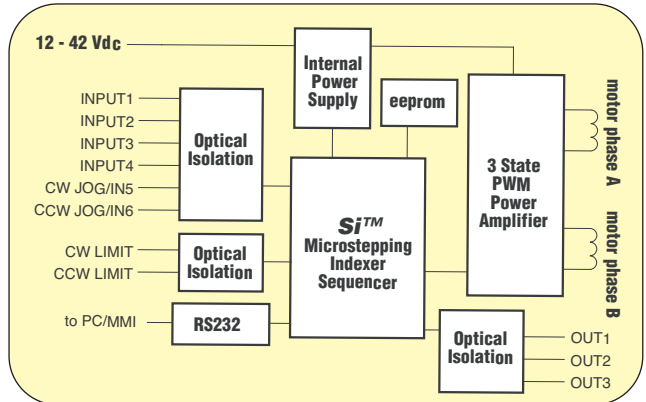 12 - 42 Vdc
Internal
Power
Supply
eeprom
INPUT1
INPUT2
INPUT3
INPUT4
CW JOG/IN5
CCW JOG/IN6
Optical
Isolation
3 State
PWM
Power
Amplifier
motor phase A
motor phase B
Si™
Microstepping
Indexer
Sequencer
CW LIMIT
CCW LIMIT
Optical
Isolation
to PC/MMI
RS232
Optical
Isolation
OUT1
OUT2
OUT3